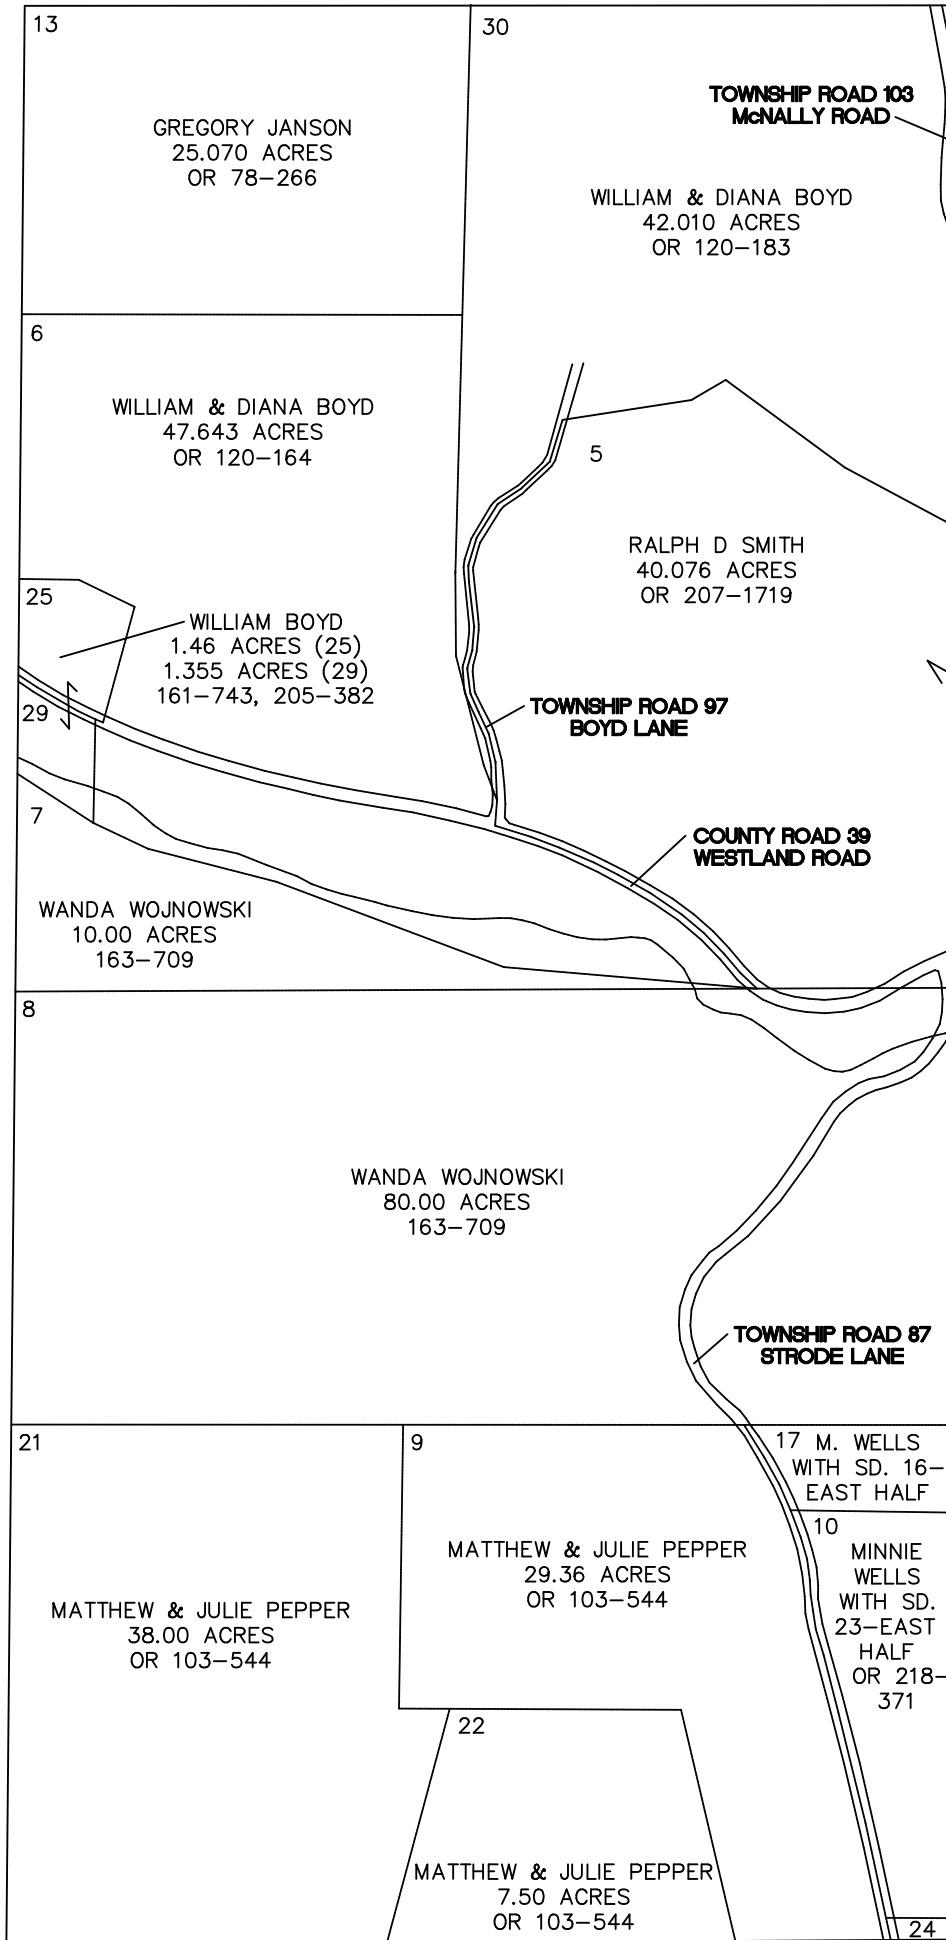 13
GREGORY JANSON
25.070 ACRES
OR 78-266
30
TOWNSHIP ROAD 103
McNALLY ROAD
WILLIAM & DIANA BOYD
42.010 ACRES
OR 120-183
6
WILLIAM & DIANA BOYD
47.643 ACRES
OR 120-164
5
RALPH D SMITH
40.076 ACRES
OR 207-1719
25
WILLIAM BOYD
1.46 ACRES (25)
1.355 ACRES (29)
161-743, 205-382
29
TOWNSHIP ROAD 97
BOYD LANE
7
COUNTY ROAD 39
WESTLAND ROAD
WANDA WOJNOWSKI
10.00 ACRES
163-709
8
WANDA WOJNOWSKI
80.00 ACRES
163-709
TOWNSHIP ROAD 87
STRODE LANE
21
9
17 M. WELLS
WITH SD. 16-
EAST HALF
10
MINNIE
WELLS
WITH SD.
23-EAST
HALF
OR 218-
371
MATTHEW & JULIE PEPPER
29.36 ACRES
OR 103-544
MATTHEW & JULIE PEPPER
38.00 ACRES
OR 103-544
22
MATTHEW & JULIE PEPPER
7.50 ACRES
OR 103-544
24